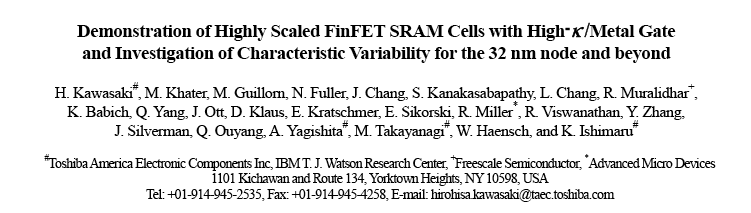 Demonstration of Highly Scaled FinFET SRAM Cells with High-κ/Metal Gate
and Investigation of Characteristic Variability for the 32 nm node and beyond
H. Kawasaki#, M. Khater, M. Guillorn, N. Fuller, J. Chang, S. Kanakasabapathy, L. Chang, R. Muralidhar+,
K. Babich, Q. Yang, J. Ott, D. Klaus, E. Kratschmer, E. Sikorski, R. Miller*, R. Viswanathan, Y. Zhang,
J. Silverman, Q. Ouyang, A. Yagishita#, M. Takayanagi#, W. Haensch, and K. Ishimaru#
#Toshiba America Electronic Components Inc, IBM T. J. Watson Research Center, +Freescale Semiconductor, *Advanced Micro Devices
1101 Kichawan and Route 134, Yorktown Heights, NY 10598, USA
Tel: +01-914-945-2535, Fax: +01-914-945-4258, E-mail: hirohisa.kawasaki@taec.toshiba.com